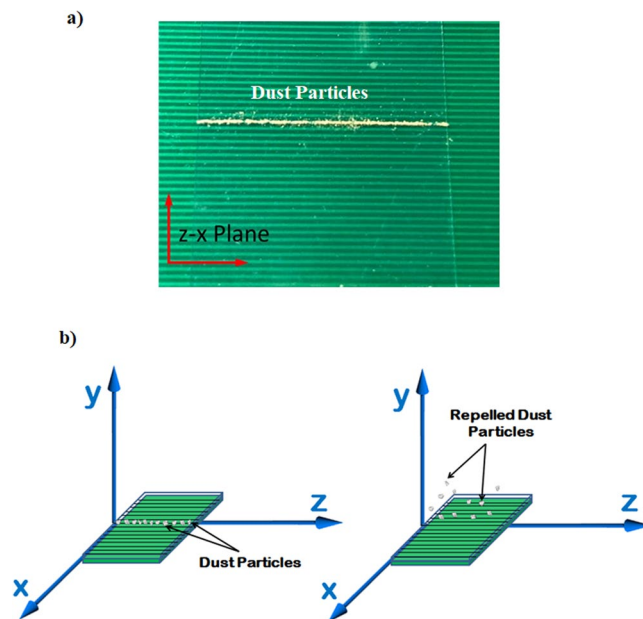 a)
Dust Particles
z-x Plane
b)
y
z
x
Dust Particles
y
Repelled Dust
Particles
z
x